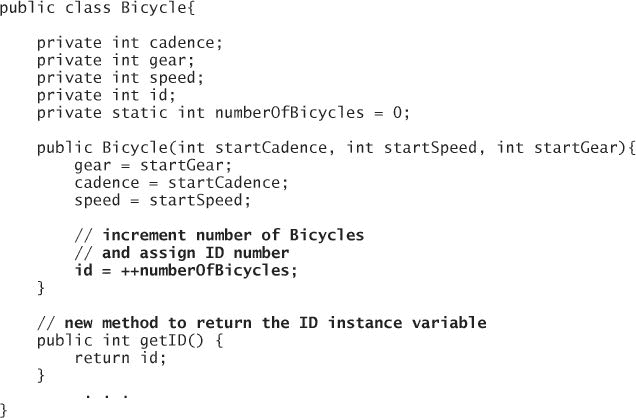 public class Bicycle{
private int cadence;
private int gear;
private int speed;
private int id;
private static int numberOfBicycles = 0;
public Bicycle(int startCadence, int startSpeed, int startGear){
gear = startGear;
cadence = startCadence;
speed = startSpeed;
// increment number of Bicycles
// and assign ID number
id = ++numberOfBicycles;
}
// new method to return the ID instance variable
public int getID() {
return id;
}
. . .
}